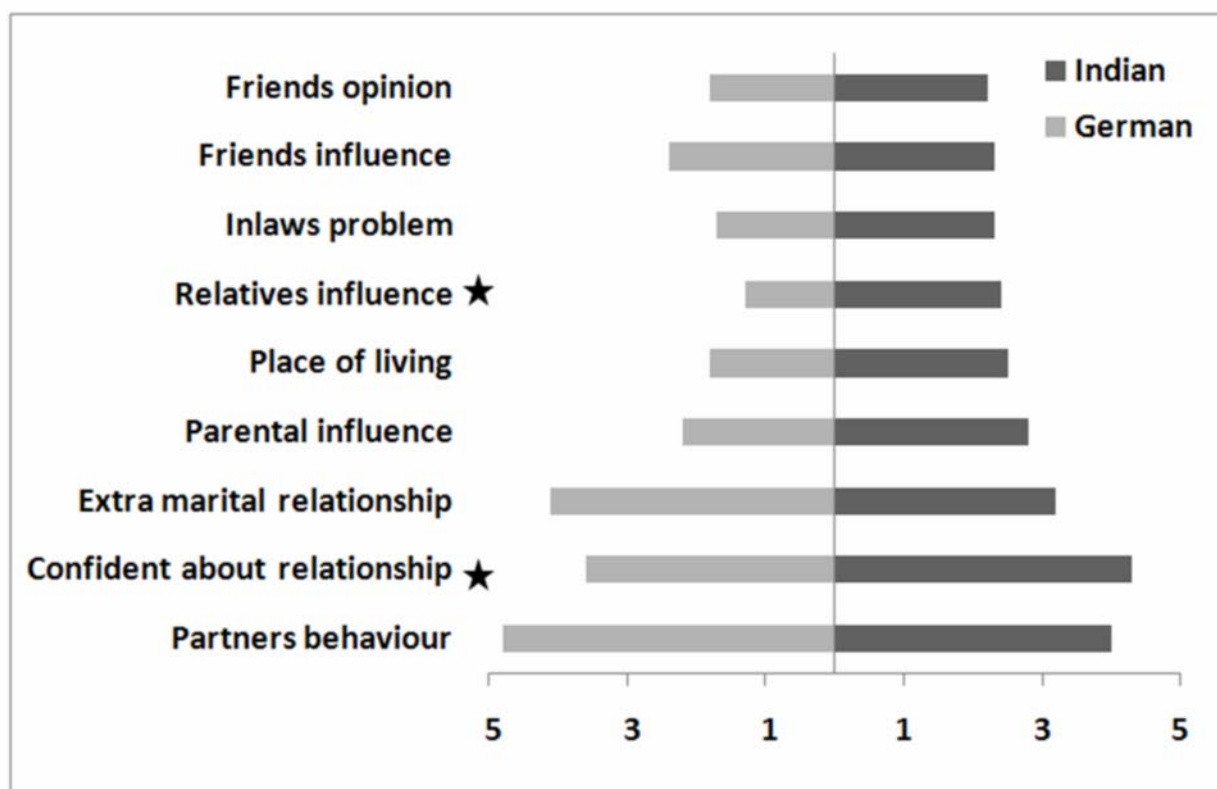 Indian
German
Friends opinion
Friends influence
Inlaws problem
Relatives influence ★
Place of living
Parental influence
Extra marital relationship
Confident about relationship ★
Partners behaviour
5 3 1 1 3 5